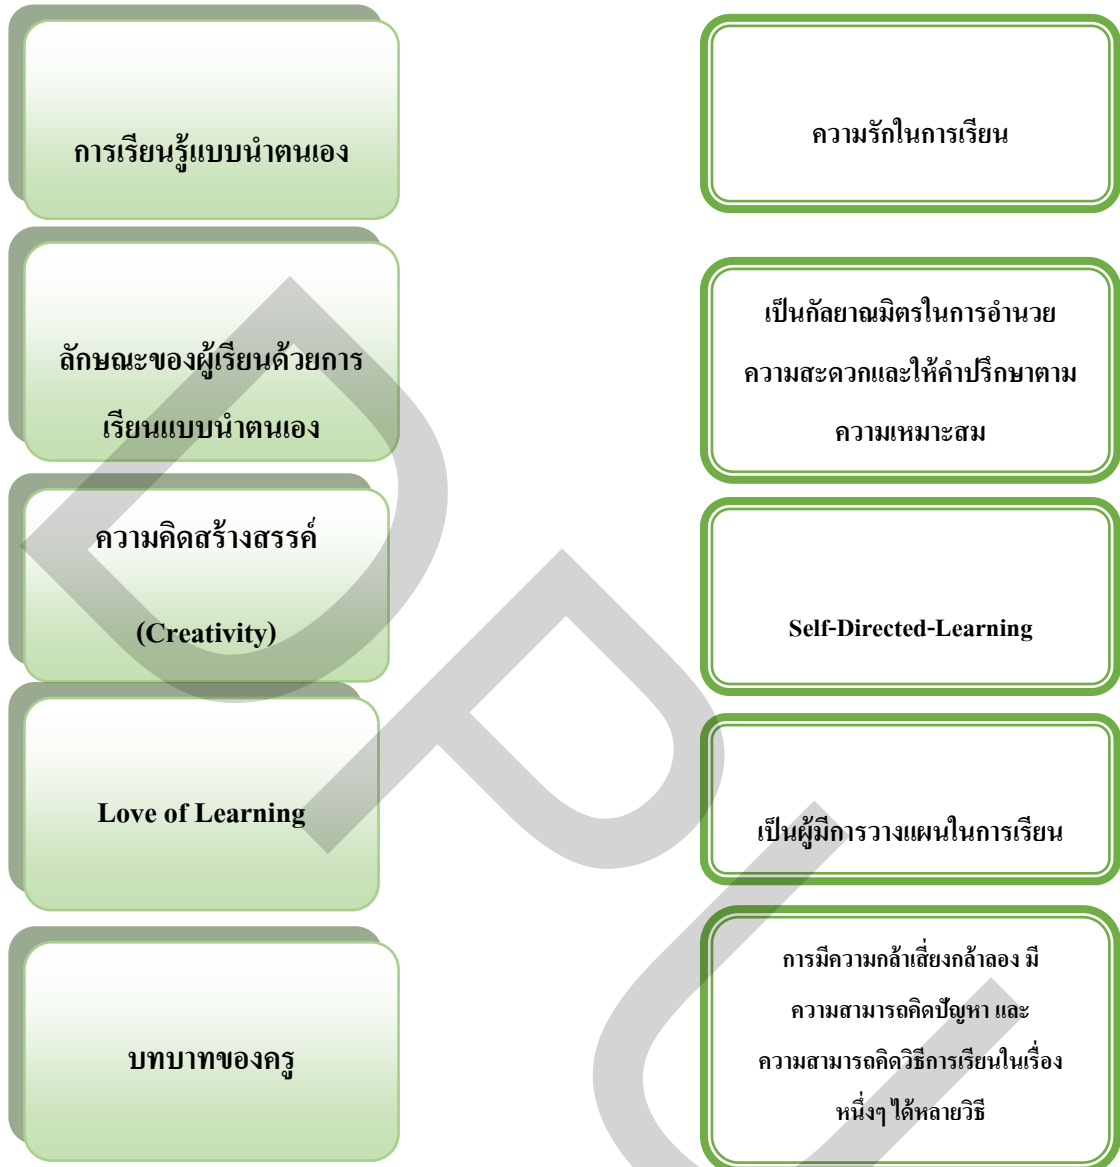 การเรียนรู้แบบนำตนเอง
ความรักในการเรียน
ลักษณะของผู้เรียนด้วยการ
เรียนแบบนำตนเอง
เป็นกัลยาณมิตรในการอำนวย
ความสะดวกและให้คำปรึกษาตาม
ความเหมาะสม
ความคิดสร้างสรรค์
(Creativity)
Self-Directed-Learning
Love of Learning
เป็นผู้มีการวางแผนในการเรียน
บทบาทของครู
การมีความกล้าเสี่ยงกล้าลอง มี
ความสามารถคิดปัญหา และ
ความสามารถคิดวิธีการเรียนในเรื่อง
หนึ่งๆ ได้หลายวิธี
DPU